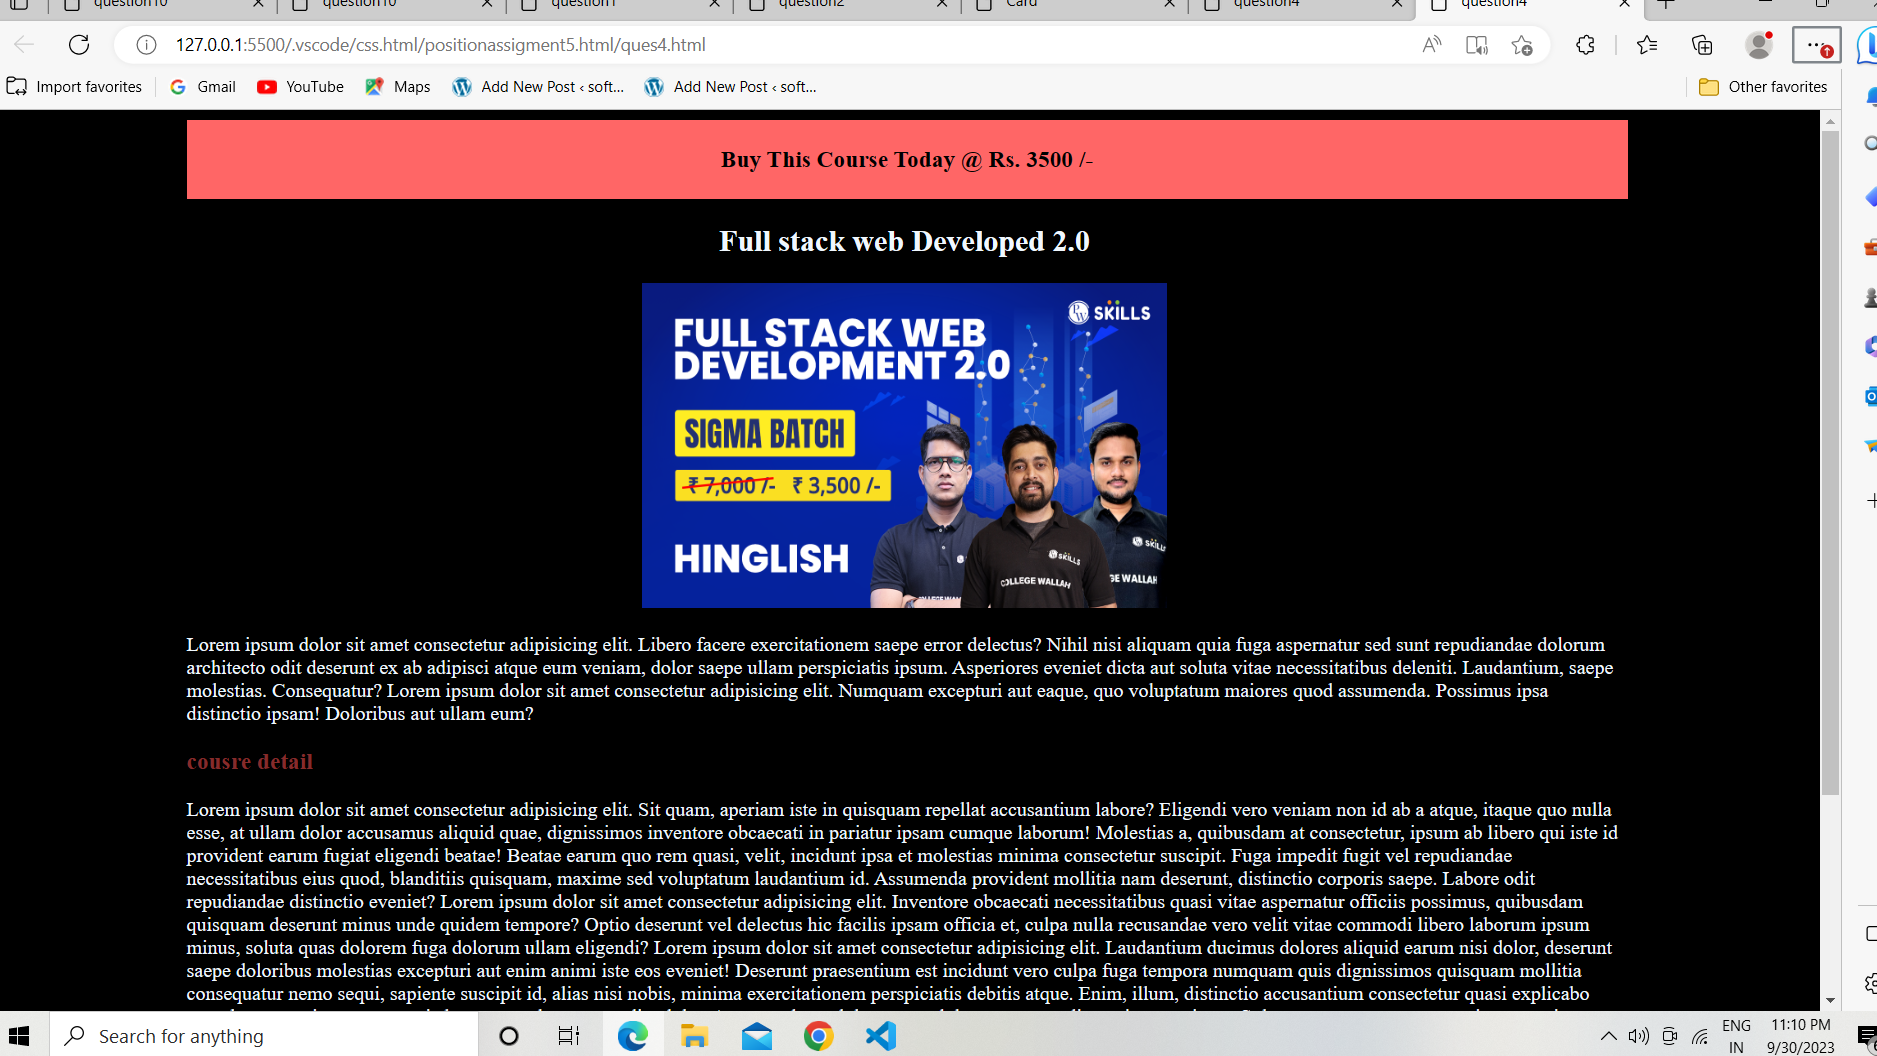 question10
question10
question1
question2
Card
question4
question4
127.0.0.1:5500/.vscode/css.html/positionassigment5.html/ques4.html
Import favorites
Gmail
YouTube
Maps
Add New Post ‹ soft...
Add New Post ‹ soft...
Other favorites
Buy This Course Today @ Rs. 3500 /-
Full stack web Developed 2.0
PW SKILLS
FULL STACK WEB
DEVELOPMENT 2.0
SIGMA BATCH
₹ 7,000 /- ₹ 3,500 /-
HINGLISH
SKILLS
COLLEGE WALLAH
GE WALLAH
Lorem ipsum dolor sit amet consectetur adipisicing elit. Libero facere exercitationem saepe error delectus? Nihil nisi aliquam quia fuga aspernatur sed sunt repudiandae dolorum
architecto odit deserunt ex ab adipisci atque eum veniam, dolor saepe ullam perspiciatis ipsum. Asperiores eveniet dicta aut soluta vitae necessitatibus deleniti. Laudantium, saepe
molestias. Consequatur? Lorem ipsum dolor sit amet consectetur adipisicing elit. Numquam excepturi aut eaque, quo voluptatum maiores quod assumenda. Possimus ipsa
distinctio ipsam! Doloribus aut ullam eum?
cousre detail
Lorem ipsum dolor sit amet consectetur adipisicing elit. Sit quam, aperiam iste in quisquam repellat accusantium labore? Eligendi vero veniam non id ab a atque, itaque quo nulla
esse, at ullam dolor accusamus aliquid quae, dignissimos inventore obcaecati in pariatur ipsam cumque laborum! Molestias a, quibusdam at consectetur, ipsum ab libero qui iste id
provident earum fugiat eligendi beatae! Beatae earum quo rem quasi, velit, incidunt ipsa et molestias minima consectetur suscipit. Fuga impedit fugit vel repudiandae
necessitatibus eius quod, blanditiis quisquam, maxime sed voluptatum laudantium id. Assumenda provident mollitia nam deserunt, distinctio corporis saepe. Labore odit
repudiandae distinctio eveniet? Lorem ipsum dolor sit amet consectetur adipisicing elit. Inventore obcaecati necessitatibus quasi vitae aspernatur officiis possimus, quibusdam
quisquam deserunt minus unde quidem tempore? Optio deserunt vel delectus hic facilis ipsam officia et, culpa nulla recusandae vero velit vitae commodi libero laborum ipsum
minus, soluta quas dolorem fuga dolorum ullam eligendi? Lorem ipsum dolor sit amet consectetur adipisicing elit. Laudantium ducimus dolores aliquid earum nisi dolor, deserunt
saepe doloribus molestias excepturi aut enim animi iste eos eveniet! Deserunt praesentium est incidunt vero culpa fuga tempora numquam quis dignissimos quisquam mollitia
consequatur nemo sequi, sapiente suscipit id, alias nisi nobis, minima exercitationem perspiciatis debitis atque. Enim, illum, distinctio accusantium consectetur quasi explicabo
Search for anything
ENG
IN
11:10 PM
9/30/2023